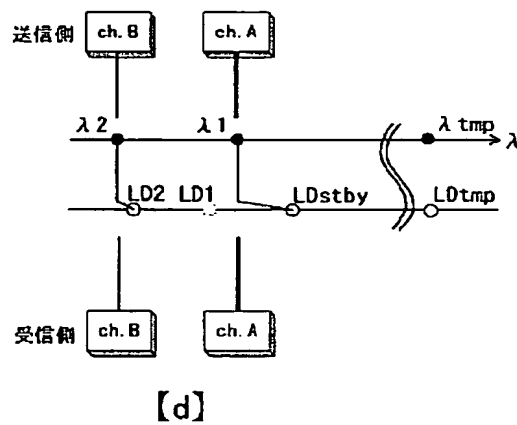 送信側 ch. B ch. A
λ2 λ1 λtmp λ
LD2 LD1 LDstby LDtmp
受信側 ch. B ch. A
【d】